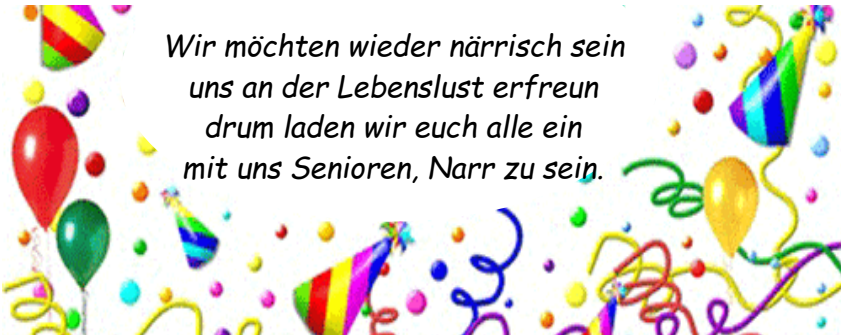 Wir möchten wieder närrisch sein
uns an der Lebenslust erfreun
drum laden wir euch alle ein
mit uns Senioren, Narr zu sein.